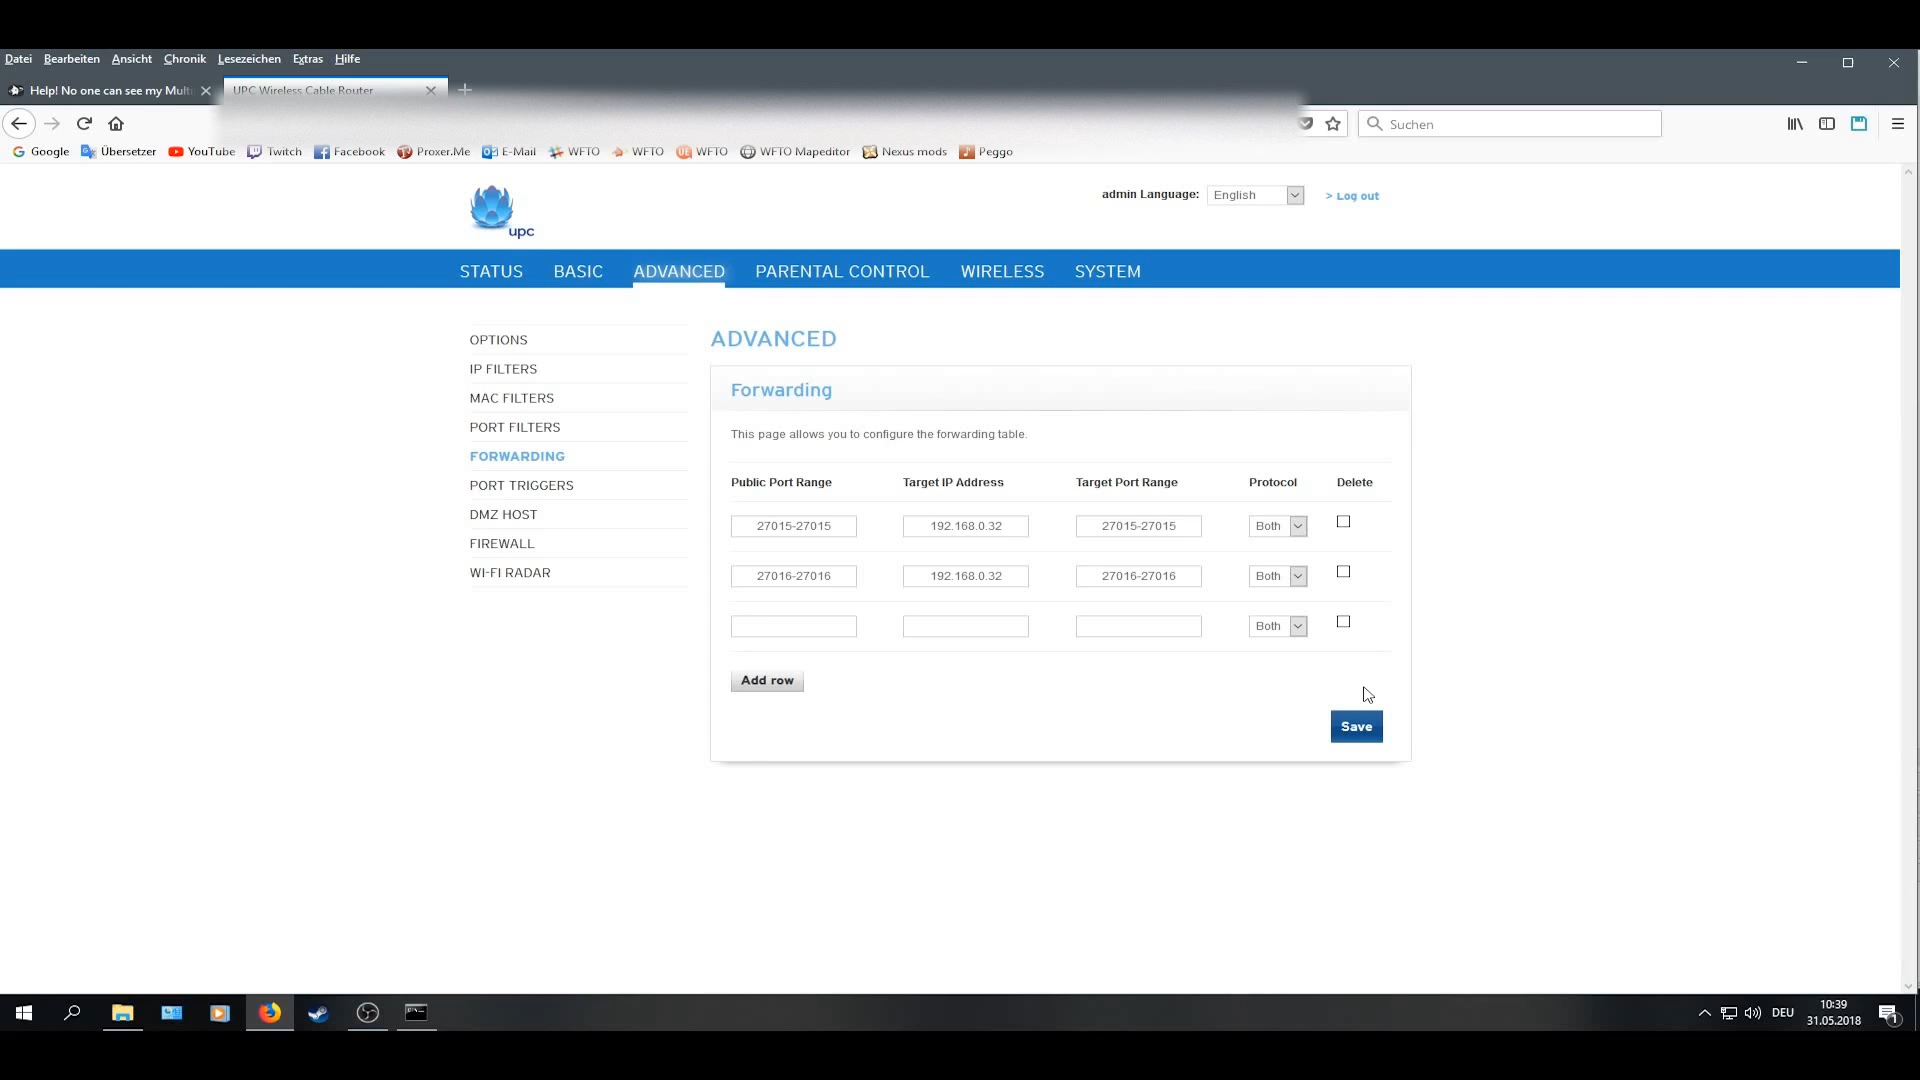 Datei Bearbeiten Ansicht Chronik Lesezeichen Extras Hilfe
Help! No one can see my Mult
UPC Wireless Cable Router
Suchen
Google Übersetzer YouTube Twitch Facebook Proxer.Me E-Mail WFTO WFTO WFTO WFTO Mapeditor Nexus mods Peggo
upc
admin Language: English > Log out
STATUS BASIC ADVANCED PARENTAL CONTROL WIRELESS SYSTEM
OPTIONS
IP FILTERS
MAC FILTERS
PORT FILTERS
FORWARDING
PORT TRIGGERS
DMZ HOST
FIREWALL
WI-FI RADAR
ADVANCED
Forwarding
This page allows you to configure the forwarding table.
Public Port Range Target IP Address Target Port Range Protocol Delete
27015-27015 192.168.0.32 27015-27015 Both
27016-27016 192.168.0.32 27016-27016 Both
Both
Add row
Save
DEU
10:39
31.05.2018
1